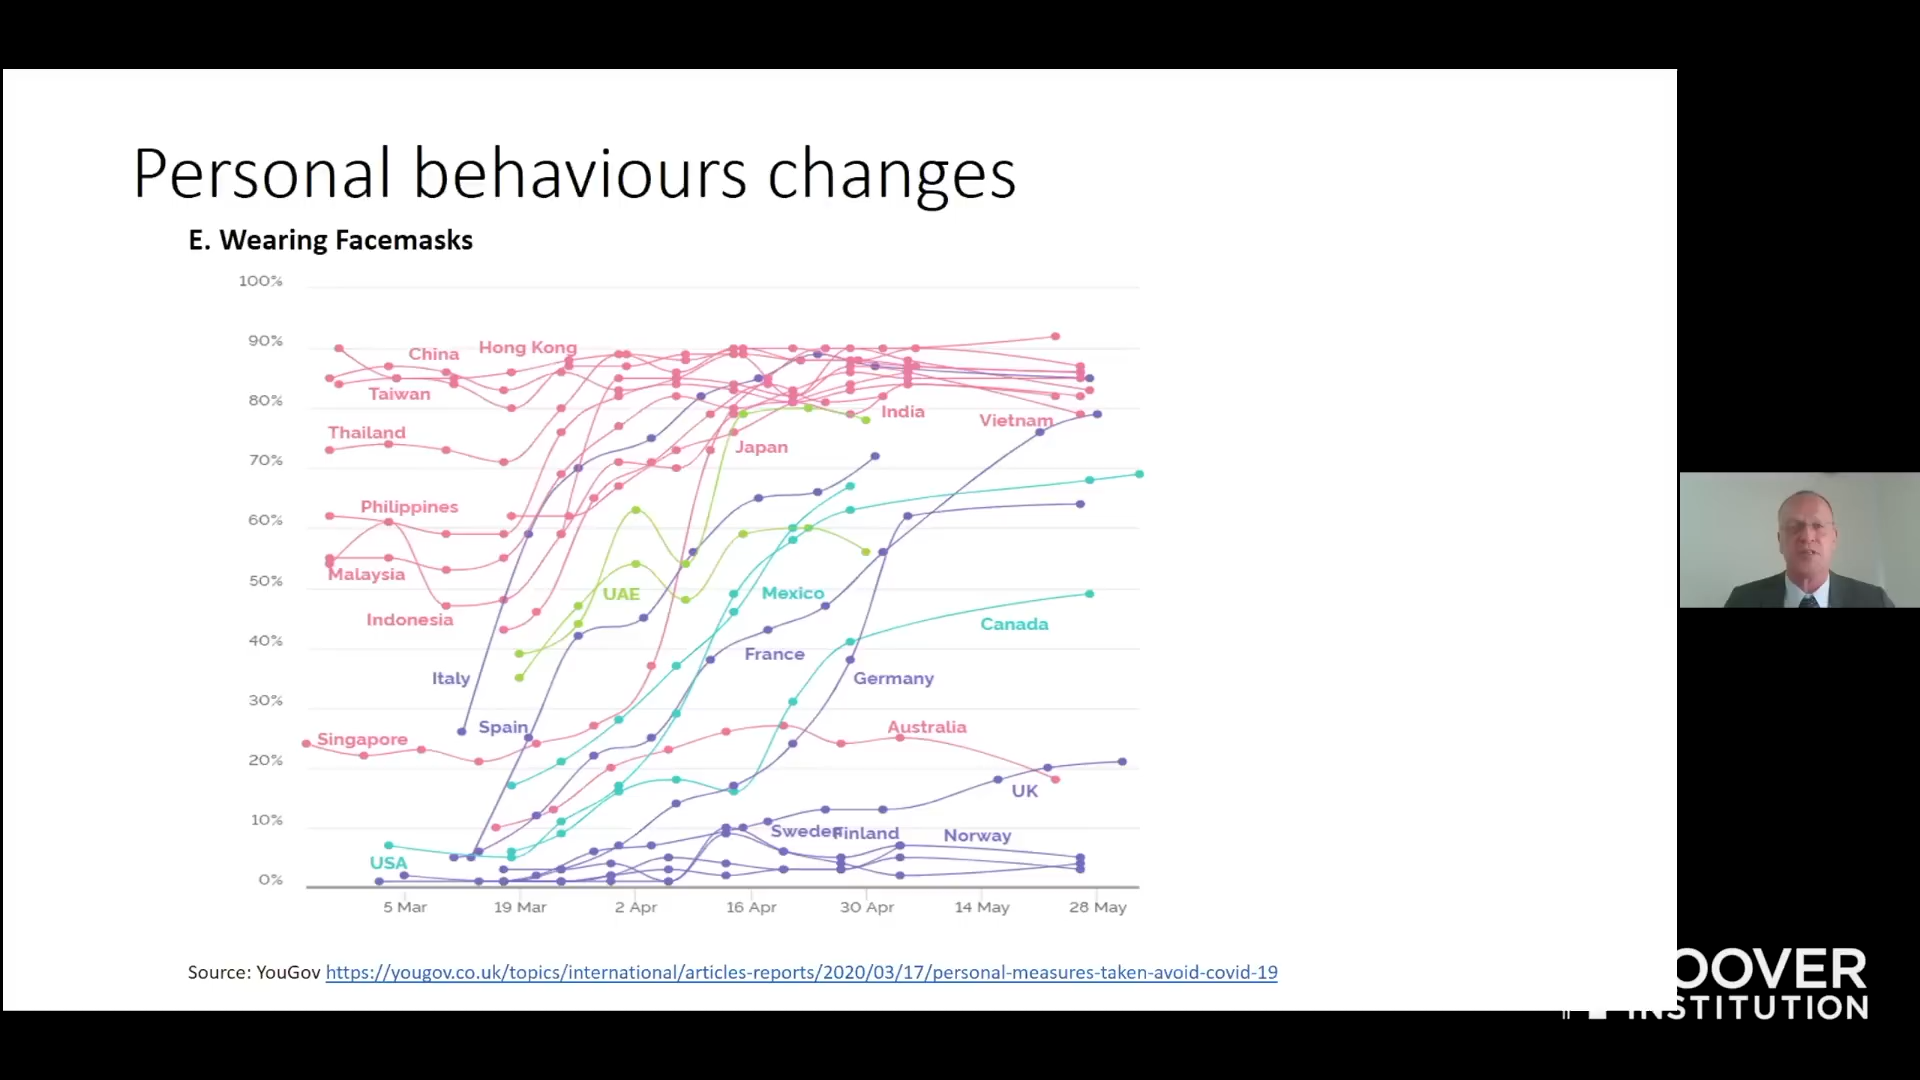 Personal behaviours changes
E. Wearing Facemasks
100%
90%
80%
70%
60%
50%
40%
30%
20%
10%
0%
China
Hong Kong
Taiwan
Thailand
India
Vietnam
Japan
Philippines
Malaysia
UAE
Mexico
Indonesia
Canada
France
Italy
Germany
Spain
Australia
Singapore
UK
Sweden
Finland
Norway
USA
5 Mar
19 Mar
2 Apr
16 Apr
30 Apr
14 May
28 May
Source: YouGov https://yougov.co.uk/topics/international/articles-reports/2020/03/17/personal-measures-taken-avoid-covid-19
OOVER
INSTITUTION